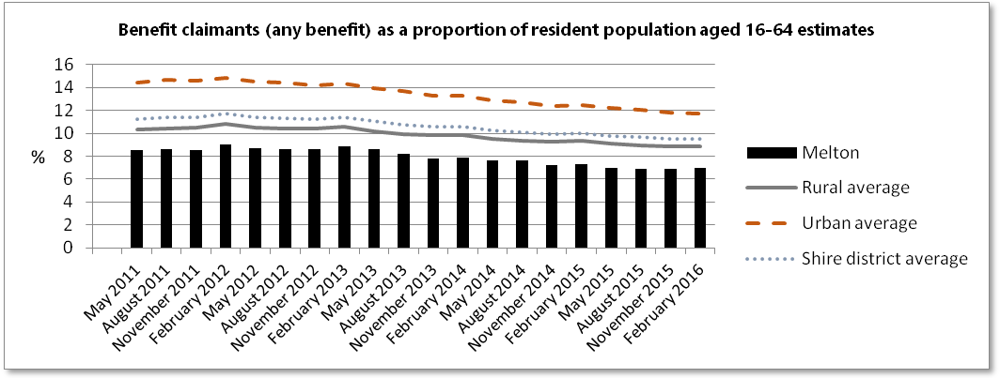 Benefit claimants (any benefit) as a proportion of resident population aged 16-64 estimates
16
14
12
10
8
6
4
2
0
%
May 2011
August 2011
November 2011
February 2012
May 2012
August 2012
November 2012
February 2013
May 2013
August 2013
November 2013
February 2014
May 2014
August 2014
November 2014
February 2015
May 2015
August 2015
November 2015
February 2016
Melton
Rural average
Urban average
Shire district average